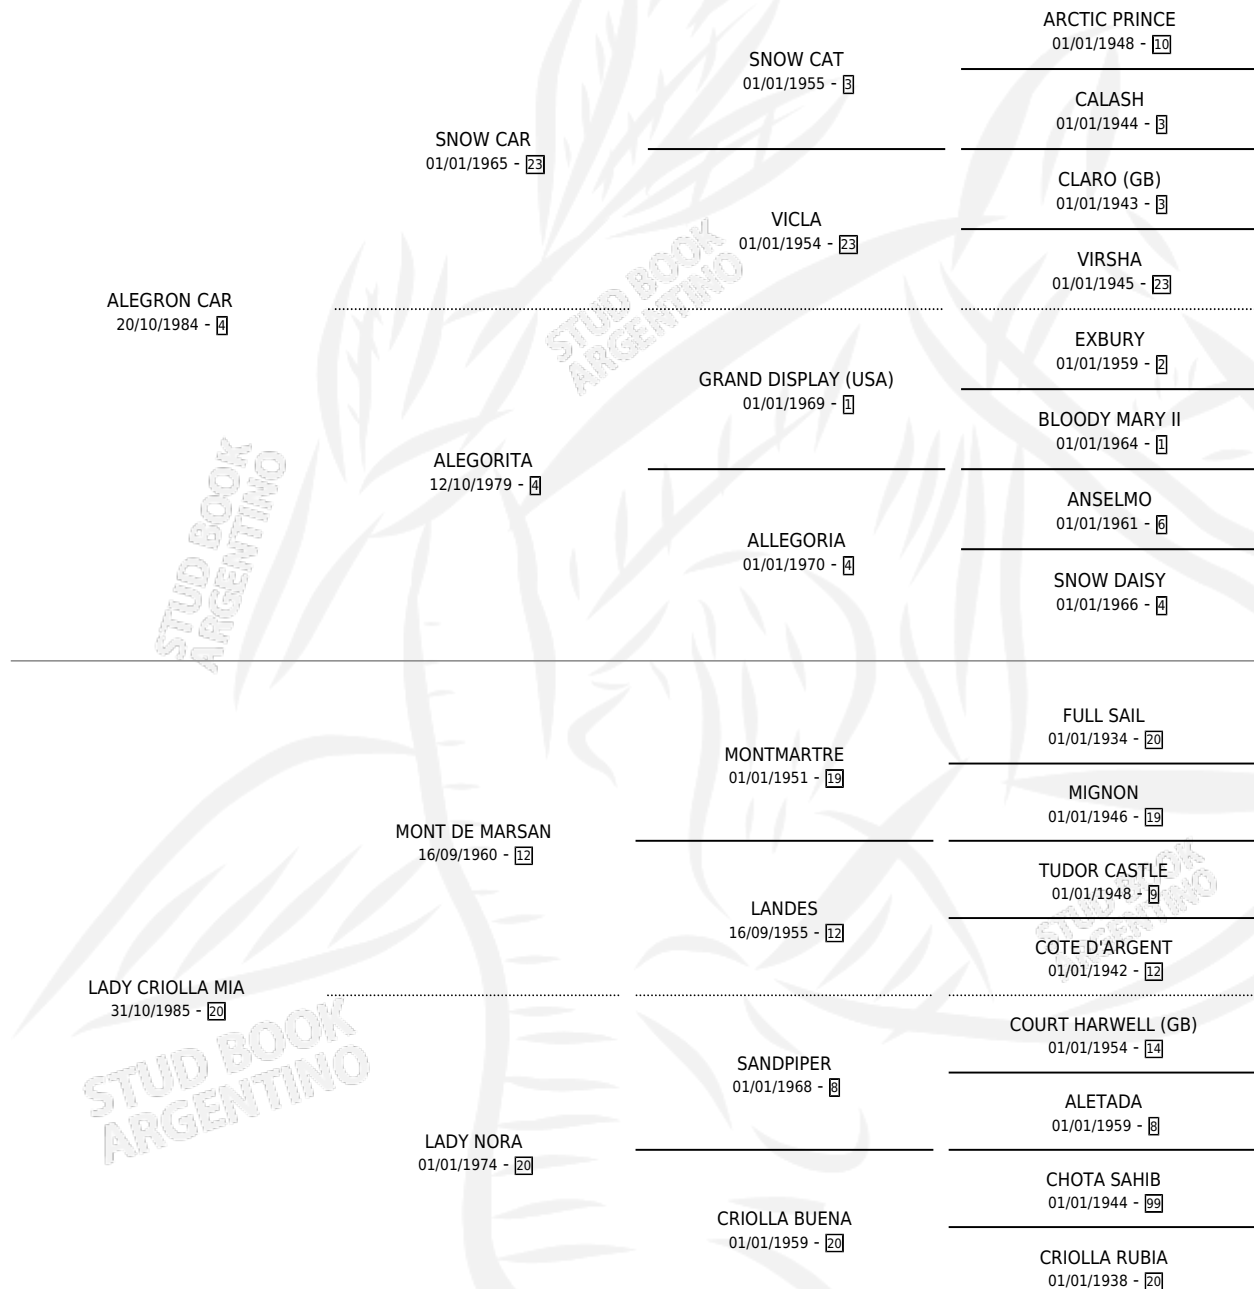 ARCTIC PRINCE
01/01/1948 - 10
SNOW CAT
01/01/1955 - 3
CALASH
01/01/1944 - 3
SNOW CAR
01/01/1965 - 23
CLARO (GB)
01/01/1943 - 3
VICLA
01/01/1954 - 23
VIRSHA
01/01/1945 - 23
ALEGRON CAR
20/10/1984 - 4
EXBURY
01/01/1959 - 2
GRAND DISPLAY (USA)
01/01/1969 - 1
BLOODY MARY II
01/01/1964 - 1
ALEGORITA
12/10/1979 - 4
ANSELMO
01/01/1961 - 6
ALLEGORIA
01/01/1970 - 4
SNOW DAISY
01/01/1966 - 4
STUD BOOK
ARGENTINO
STUD BOOK
ARGENTINO
FULL SAIL
01/01/1934 - 20
MONTMARTRE
01/01/1951 - 19
MIGNON
01/01/1946 - 19
MONT DE MARSAN
16/09/1960 - 12
TUDOR CASTLE
01/01/1948 - 9
LANDES
16/09/1955 - 12
COTE D'ARGENT
01/01/1942 - 12
LADY CRIOLLA MIA
31/10/1985 - 20
COURT HARWELL (GB)
01/01/1954 - 14
SANDPIPER
01/01/1968 - 8
ALETADA
01/01/1959 - 8
LADY NORA
01/01/1974 - 20
CHOTA SAHIB
01/01/1944 - 99
CRIOLLA BUENA
01/01/1959 - 20
CRIOLLA RUBIA
01/01/1938 - 20
STUD BOOK
ARGENTINO
STUD BOOK
ARGENTINO